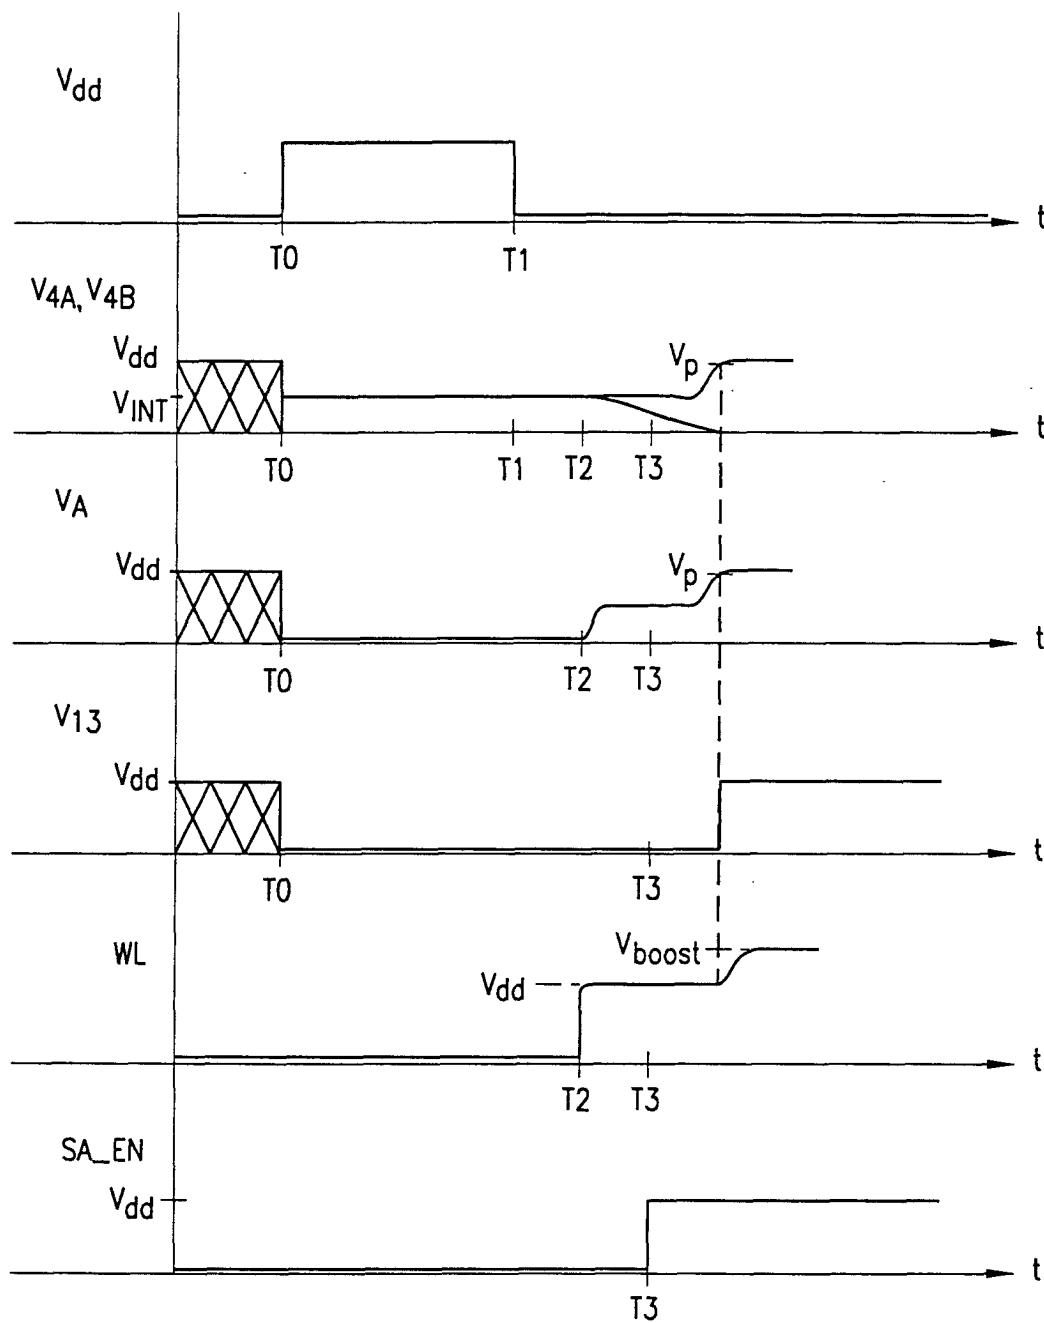 Vdd
t
T0 T1
V4A, V4B
Vdd
Vp
VINT
t
T0 T1 T2 T3
VA
Vdd
Vp
t
T0 T2 T3
V13
Vdd
t
T0 T3
WL
Vboost
Vdd
t
T2 T3
SA_EN
Vdd
t
T3